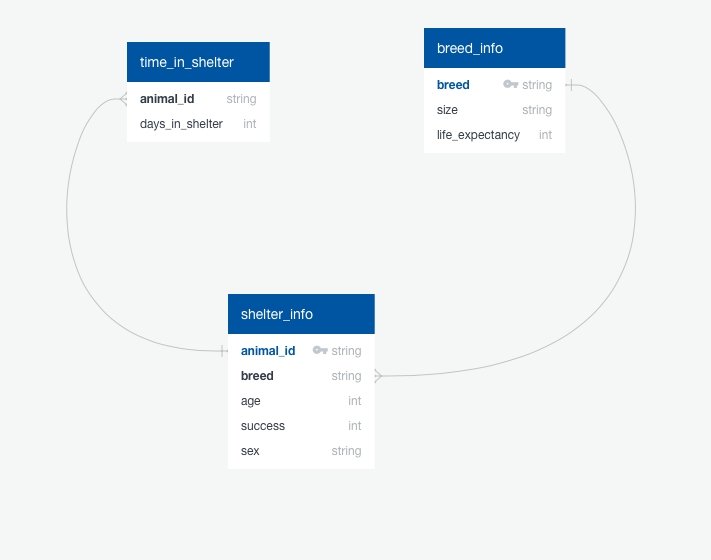 time_in_shelter
animal_id string
days_in_shelter int
breed_info
breed string
size string
life_expectancy int
shelter_info
animal_id string
breed string
age int
success int
sex string